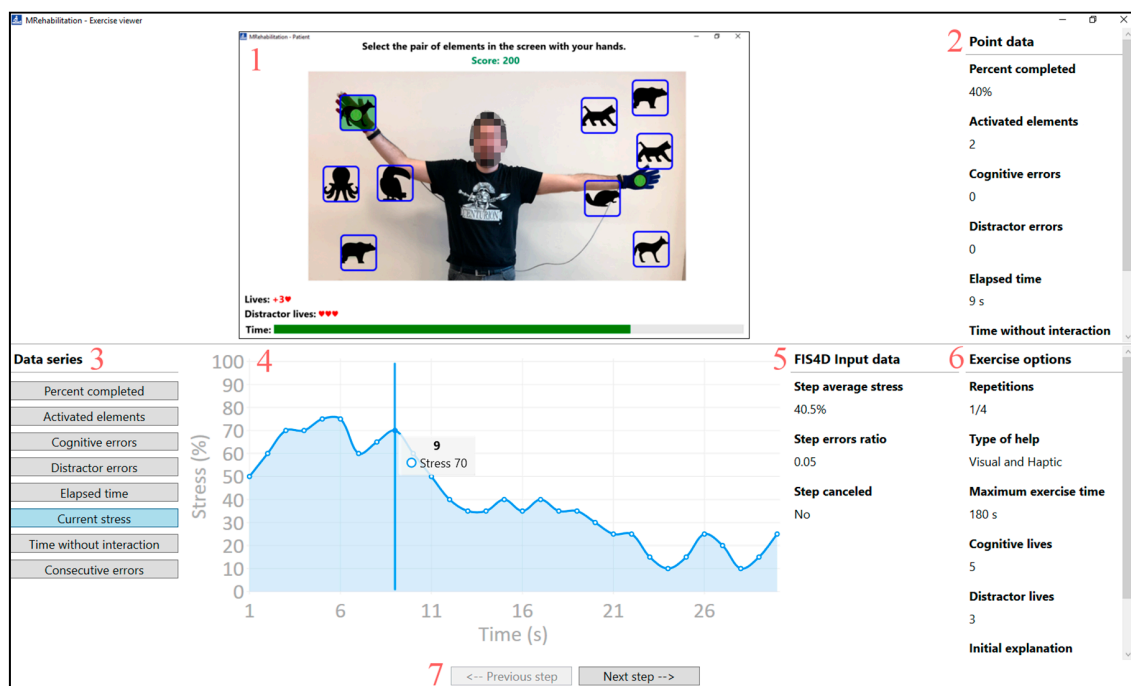 MRehabilitation - Exercise viewer
1
MRehabilitation - Patient
Select the pair of elements in the screen with your hands.
Score: 200
CENTURION
Lives: +3♥
Distractor lives: ♥♥♥
Time:
2
Point data
Percent completed
40%
Activated elements
2
Cognitive errors
0
Distractor errors
0
Elapsed time
9 s
Time without interaction
Data series
3
Percent completed
Activated elements
Cognitive errors
Distractor errors
Elapsed time
Current stress
Time without interaction
Consecutive errors
4
Stress (%)
100
90
80
70
60
50
40
30
20
10
0
9
Stress 70
1
6
11
16
21
26
Time (s)
5
FIS4D Input data
Step average stress
40.5%
Step errors ratio
0.05
Step canceled
No
6
Exercise options
Repetitions
1/4
Type of help
Visual and Haptic
Maximum exercise time
180 s
Cognitive lives
5
Distractor lives
3
Initial explanation
7
<-- Previous step
Next step -->